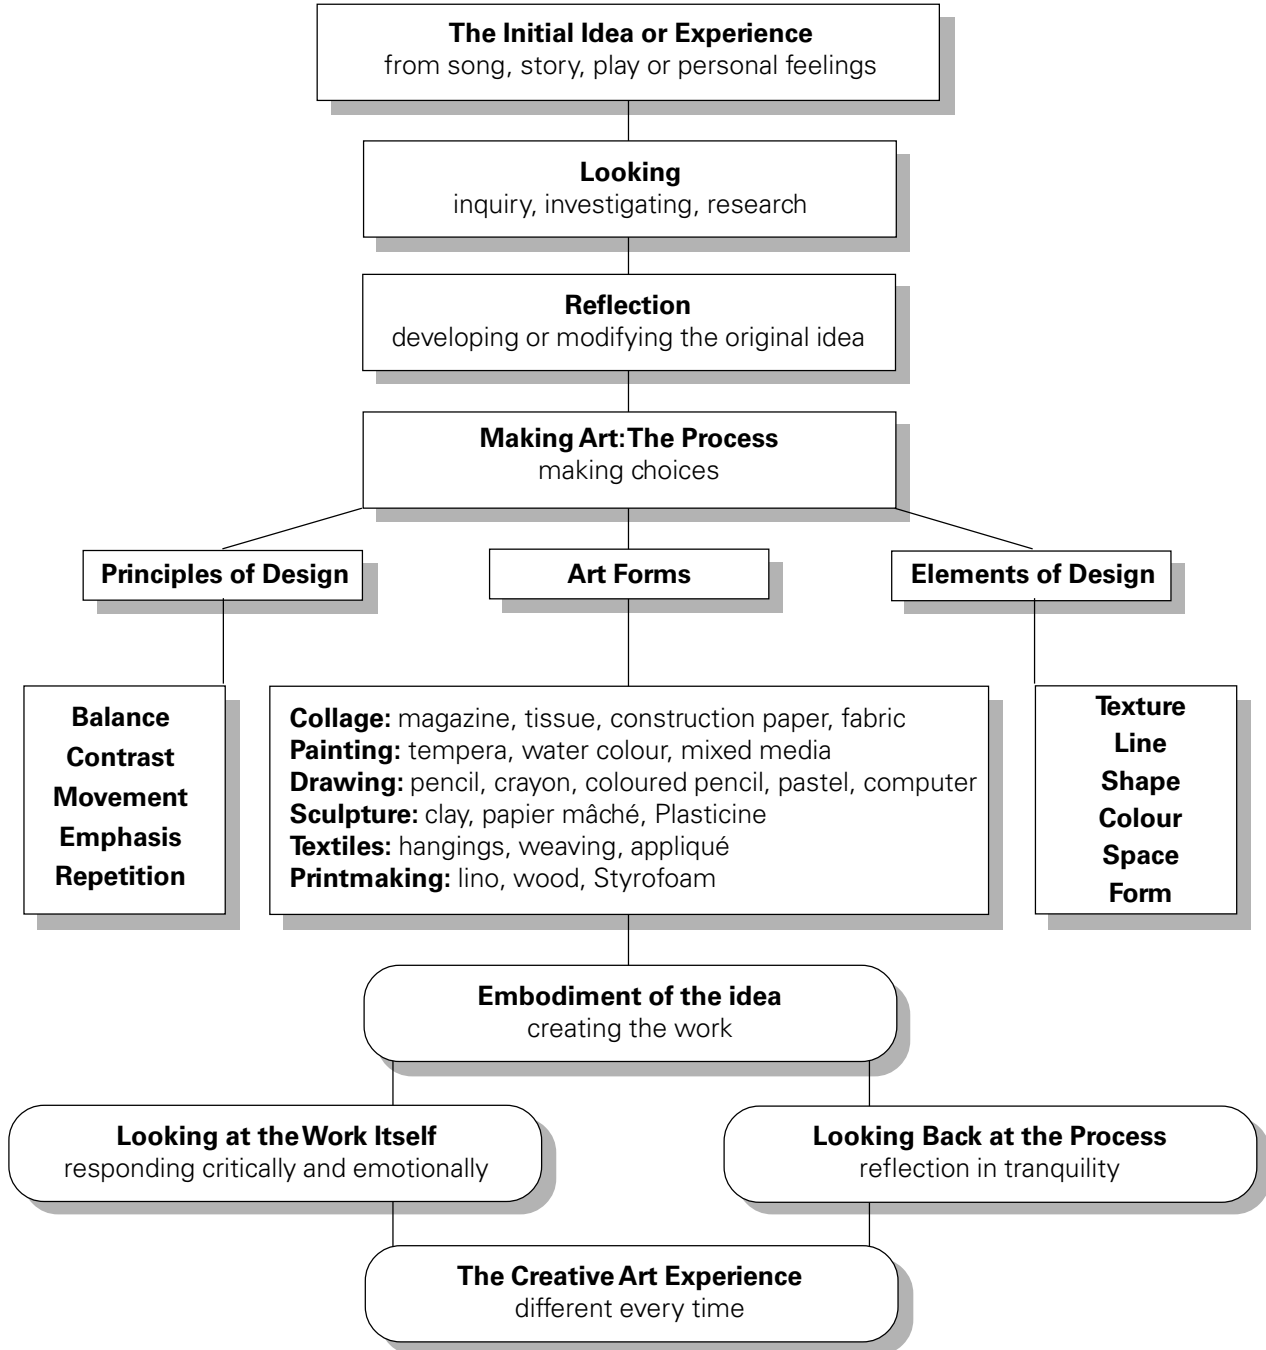 The Initial Idea or Experience
from song, story, play or personal feelings
Looking
inquiry, investigating, research
Reflection
developing or modifying the original idea
Making Art: The Process
making choices
Principles of Design
Art Forms
Elements of Design
Balance
Contrast
Movement
Emphasis
Repetition
Collage: magazine, tissue, construction paper, fabric
Painting: tempera, water colour, mixed media
Drawing: pencil, crayon, coloured pencil, pastel, computer
Sculpture: clay, papier mâché, Plasticine
Textiles: hangings, weaving, appliqué
Printmaking: lino, wood, Styrofoam
Texture
Line
Shape
Colour
Space
Form
Embodiment of the idea
creating the work
Looking at the Work Itself
responding critically and emotionally
Looking Back at the Process
reflection in tranquility
The Creative Art Experience
different every time